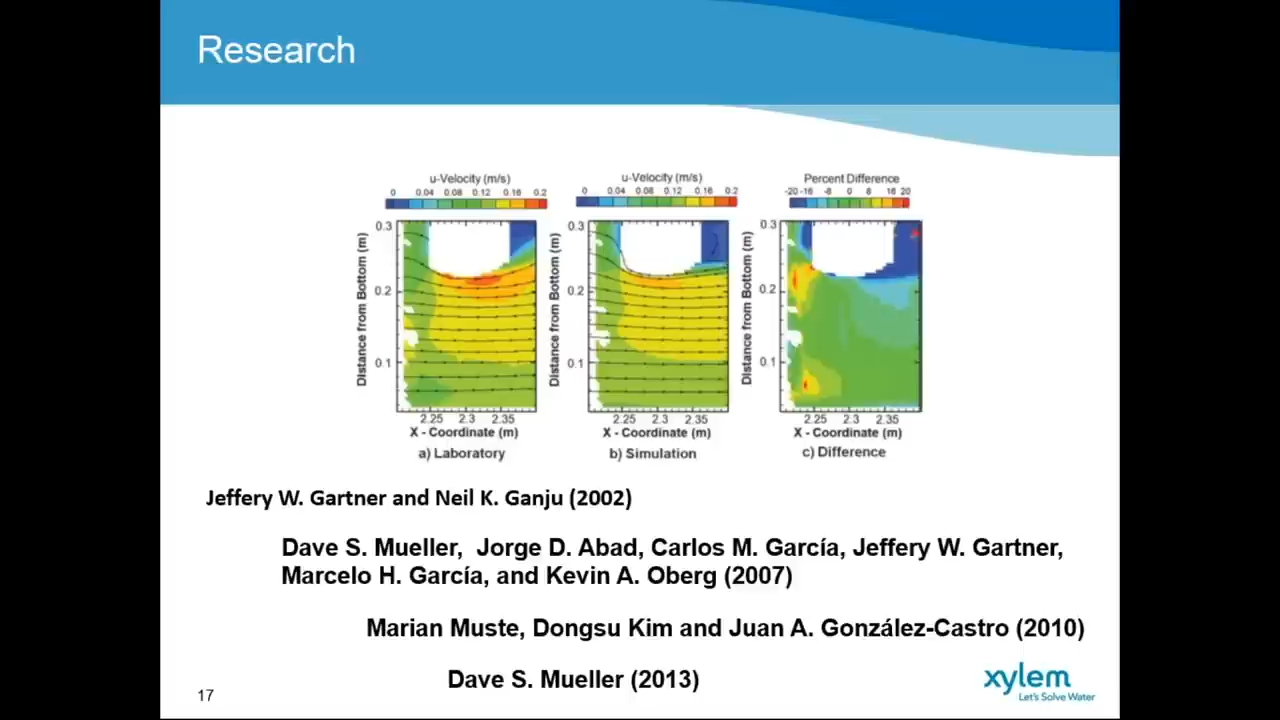 Research
u-Velocity (m/s)
0 0.04 0.08 0.12 0.16 0.2
u-Velocity (m/s)
0 0.04 0.08 0.12 0.16 0.2
Percent Difference
-20 -16 -8 0 8 16 20
Distance from Bottom (m)
0.3
0.2
0.1
2.25 2.3 2.35
X - Coordinate (m)
a) Laboratory
Distance from Bottom (m)
0.3
0.2
0.1
2.25 2.3 2.35
X - Coordinate (m)
b) Simulation
Distance from Bottom (m)
0.3
0.2
0.1
2.25 2.3 2.35
X - Coordinate (m)
c) Difference
Jeffery W. Gartner and Neil K. Ganju (2002)
Dave S. Mueller, Jorge D. Abad, Carlos M. García, Jeffery W. Gartner,
Marcelo H. García, and Kevin A. Oberg (2007)
Marian Muste, Dongsu Kim and Juan A. González-Castro (2010)
Dave S. Mueller (2013)
17
xylem
Let's Solve Water